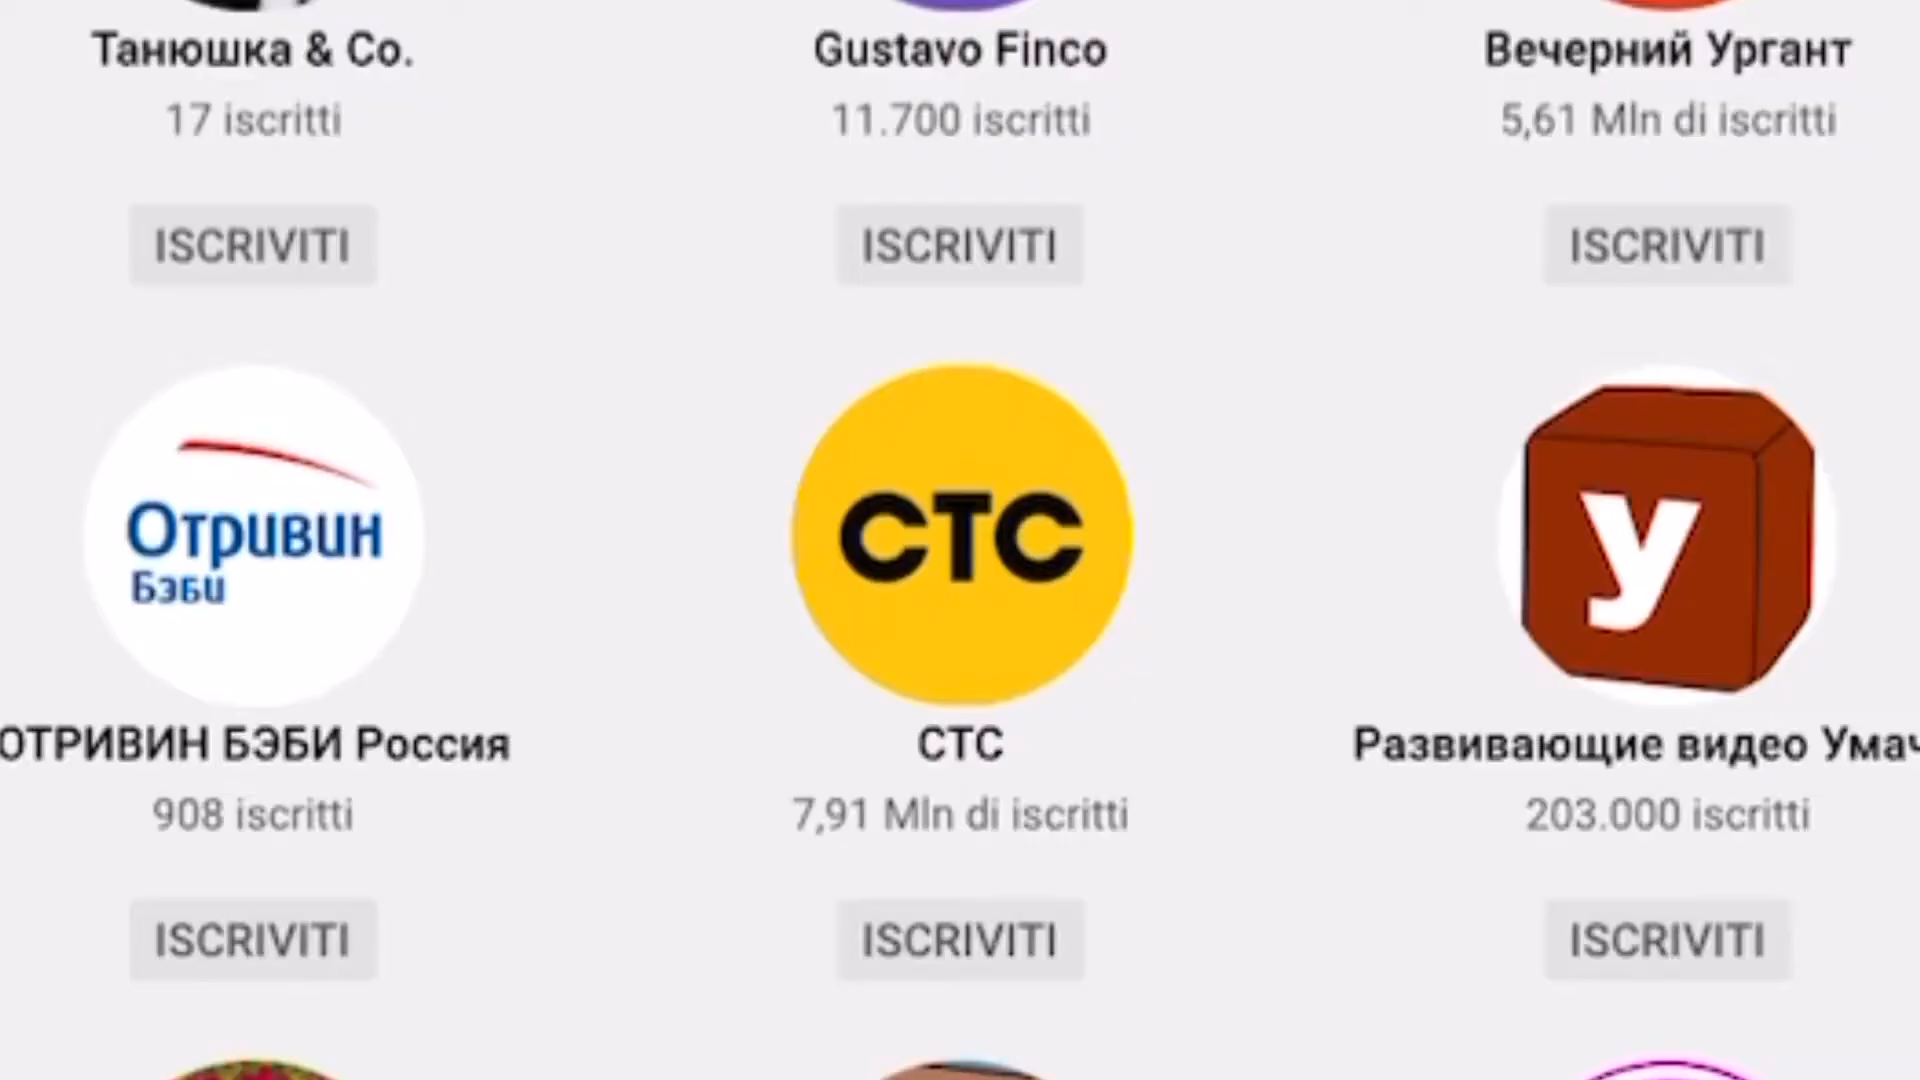 Танюшка & Co.
Gustavo Finco
Вечерний Ургант
17 iscritti
11.700 iscritti
5,61 Mln di iscritti
ISCRIVITI
ISCRIVITI
ISCRIVITI
Отривин
Бэби
СТС
У
ОТРИВИН БЭБИ Россия
СТС
Развивающие видео Умач
908 iscritti
7,91 Mln di iscritti
203.000 iscritti
ISCRIVITI
ISCRIVITI
ISCRIVITI